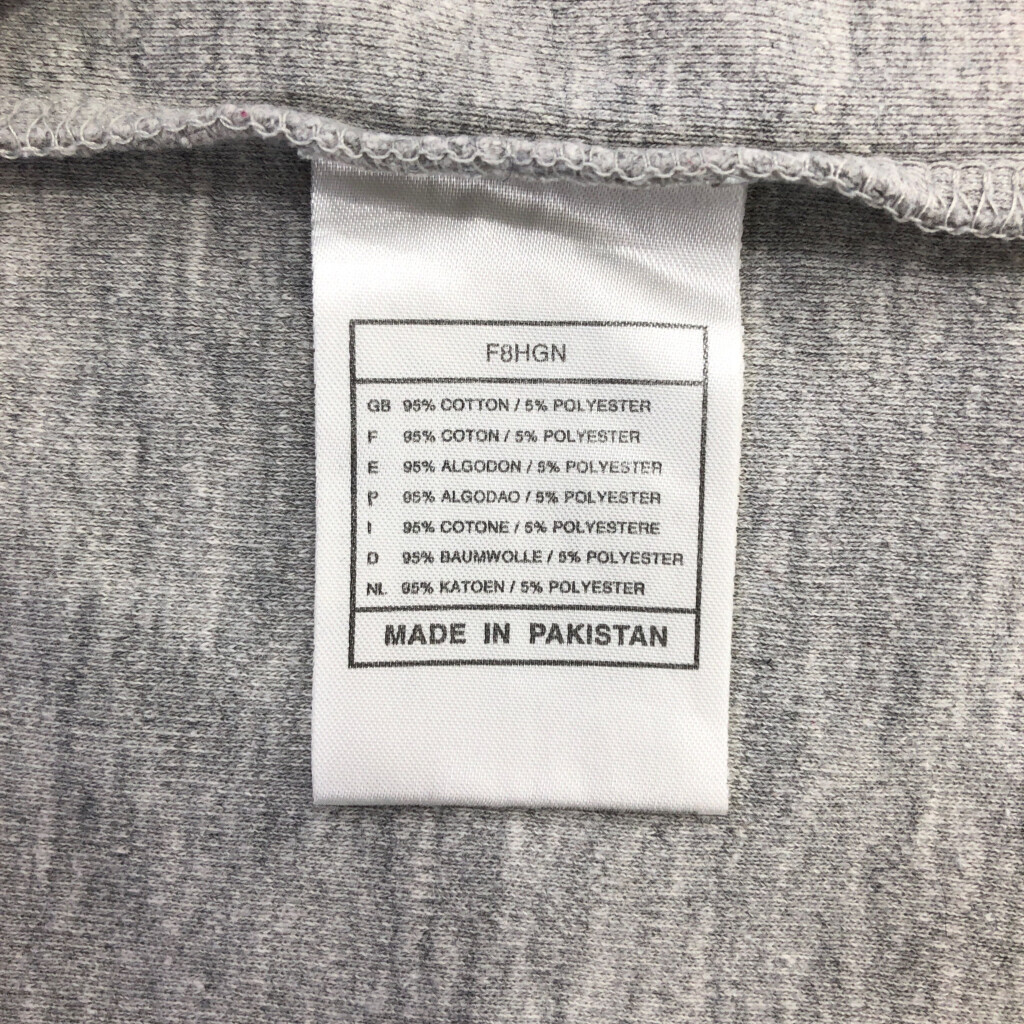 F8HGN
GB 95% COTTON / 5% POLYESTER
F 95% COTON / 5% POLYESTER
E 95% ALGODON / 5% POLYESTER
P 95% ALGODAO / 5% POLYESTER
I 95% COTONE / 5% POLYESTERE
D 95% BAUMWOLLE / 5% POLYESTER
NL 95% KATOEN / 5% POLYESTER
MADE IN PAKISTAN